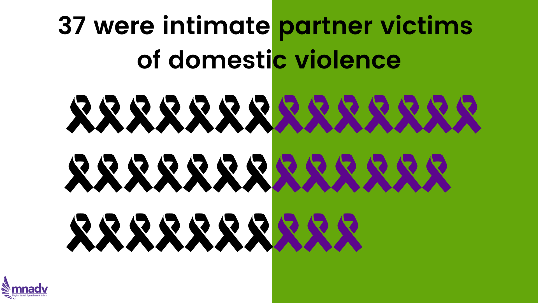 37 were intimate partner victims
of domestic violence
mnadv